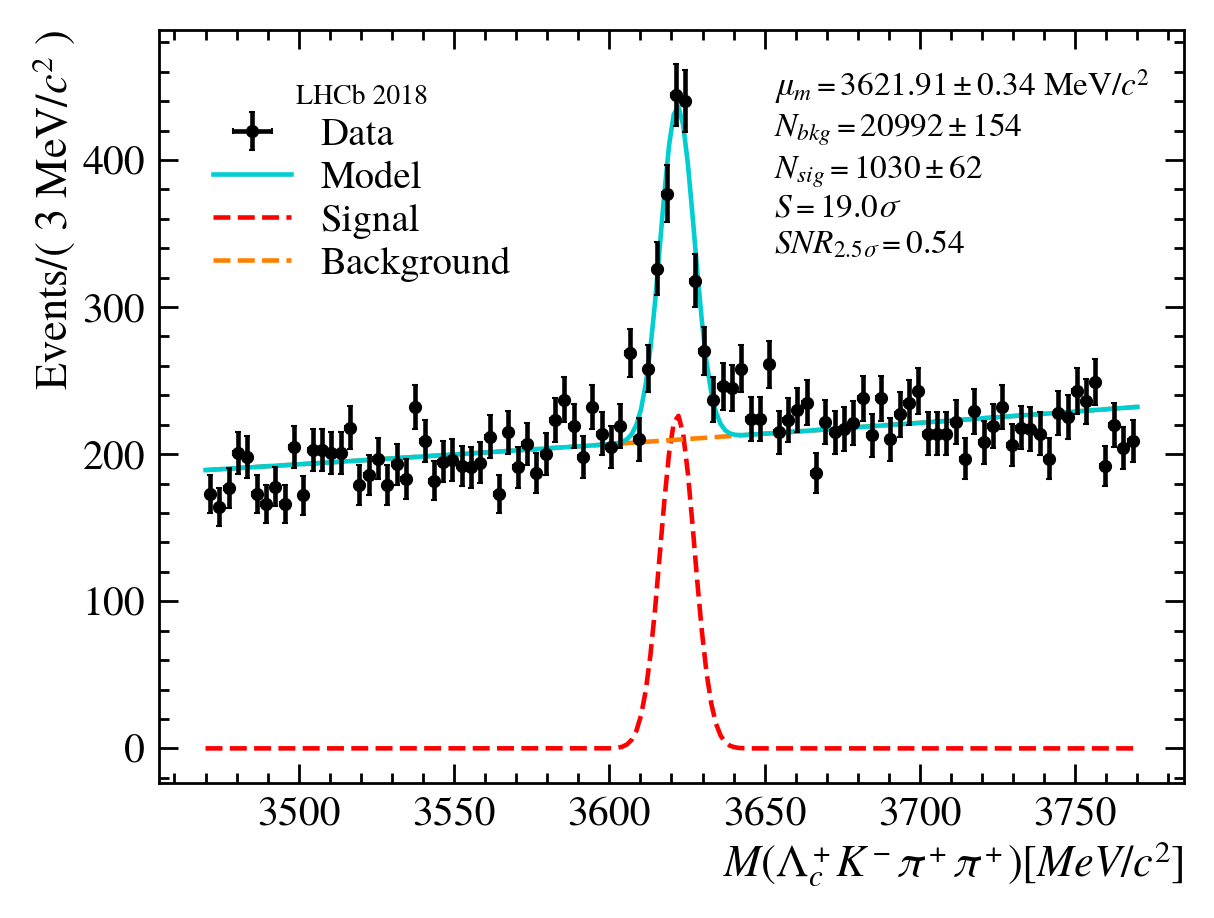 Events/( 3 MeV/c² )
400
300
200
100
0
LHCb 2018
Data
Model
Signal
Background
μ_m = 3621.91 ± 0.34 MeV/c²
N_bkg = 20992 ± 154
N_sig = 1030 ± 62
S = 19.0σ
SNR_2.5σ = 0.54
3500 3550 3600 3650 3700 3750
M(Λ_c^+ K^- π^+ π^+)[MeV/c²]